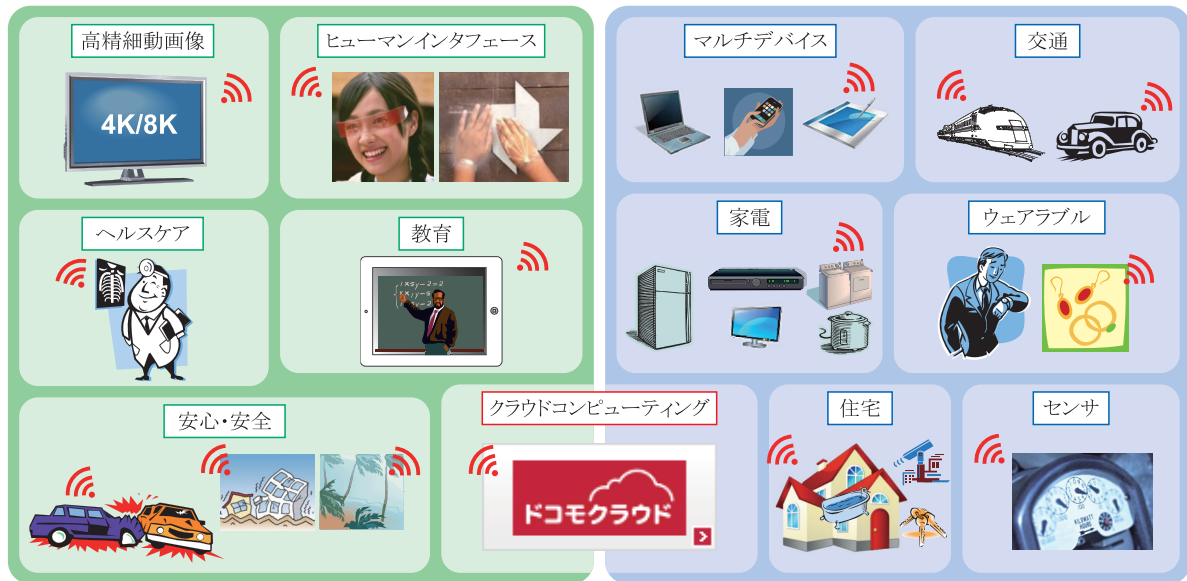 高精細動画像
4K/8K
ヒューマンインタフェース
マルチデバイス
交通
ヘルスケア
教育
家電
ウェアラブル
安心・安全
クラウドコンピューティング
ドコモクラウド
住宅
センサ
KILOWATT
HOURS